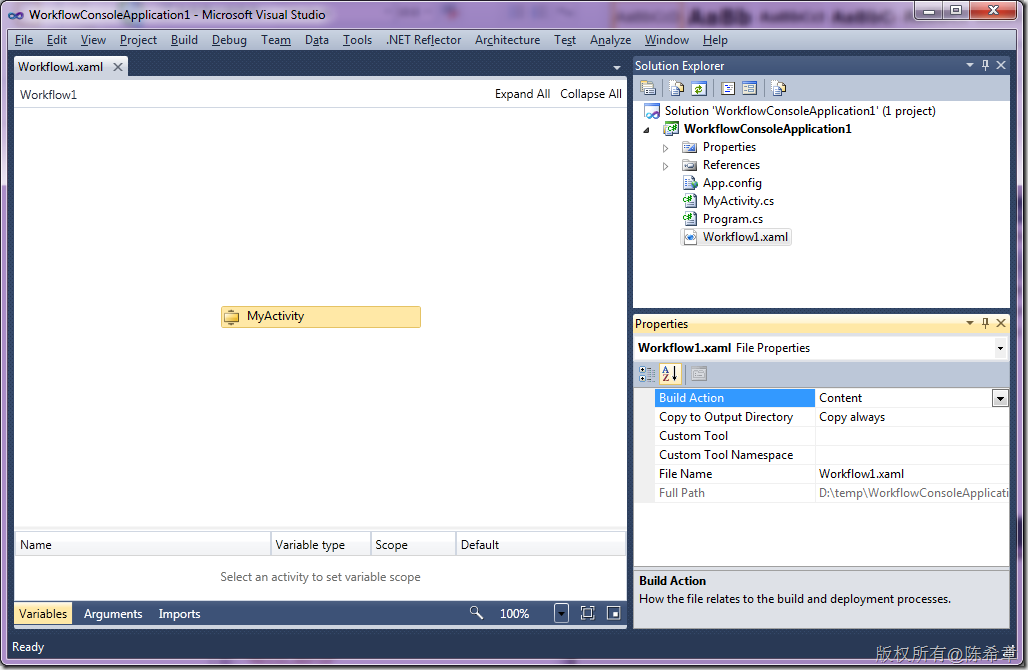 WorkflowConsoleApplication1 - Microsoft Visual Studio
File Edit View Project Build Debug Team Data Tools .NET Reflector Architecture Test Analyze Window Help
Workflow1.xaml
Workflow1 Expand All Collapse All
MyActivity
Name Variable type Scope Default
Select an activity to set variable scope
Variables Arguments Imports 100%
Ready
Solution Explorer
Solution 'WorkflowConsoleApplication1' (1 project)
WorkflowConsoleApplication1
Properties
References
App.config
MyActivity.cs
Program.cs
Workflow1.xaml
Properties
Workflow1.xaml File Properties
Build Action Content
Copy to Output Directory Copy always
Custom Tool
Custom Tool Namespace
File Name Workflow1.xaml
Full Path D:\temp\WorkflowConsoleApplicati
Build Action
How the file relates to the build and deployment processes.
版权所有@陈希章